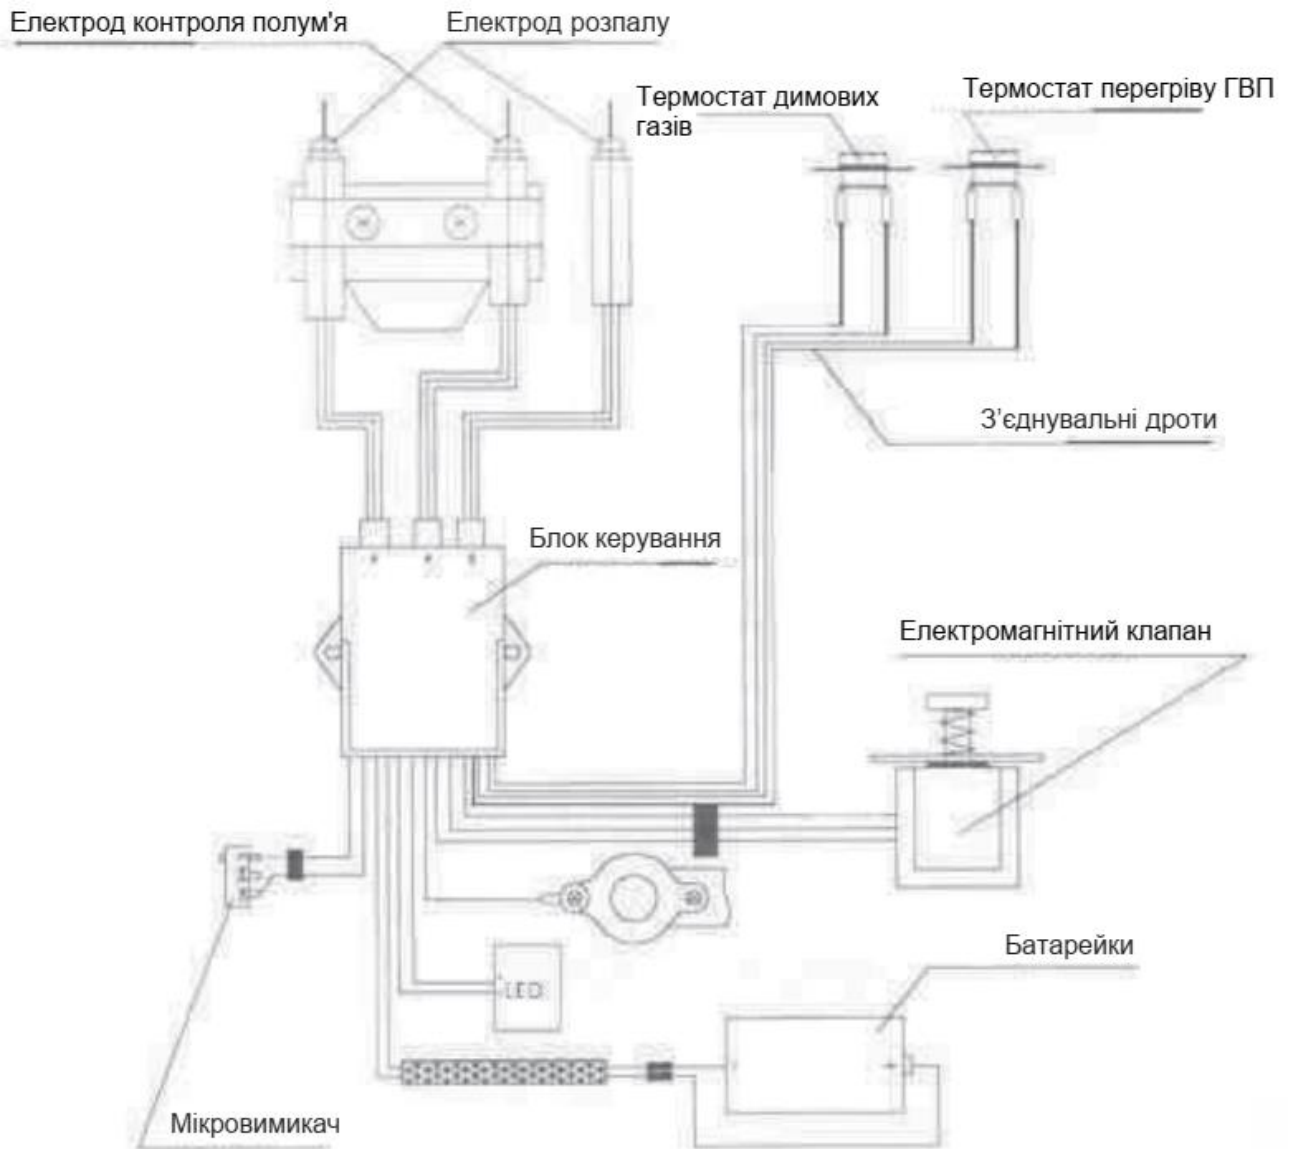 Електрод контроля полум'я
Електрод розпалу
Термостат димових
газів
Термостат перегріву ГВП
З'єднувальні дроти
Блок керування
Електромагнітний клапан
LED
Батарейки
Мікровимикач